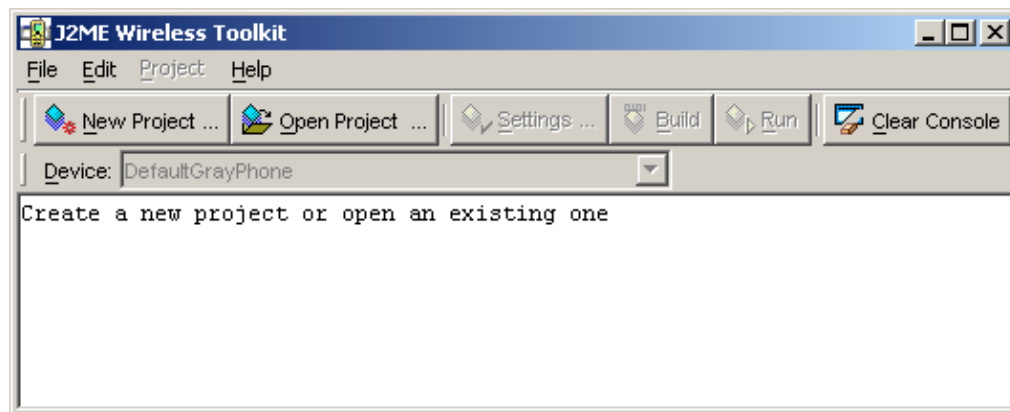 J2ME Wireless Toolkit
File Edit Project Help
New Project ... Open Project ... Settings ... Build Run Clear Console
Device: DefaultGrayPhone
Create a new project or open an existing one